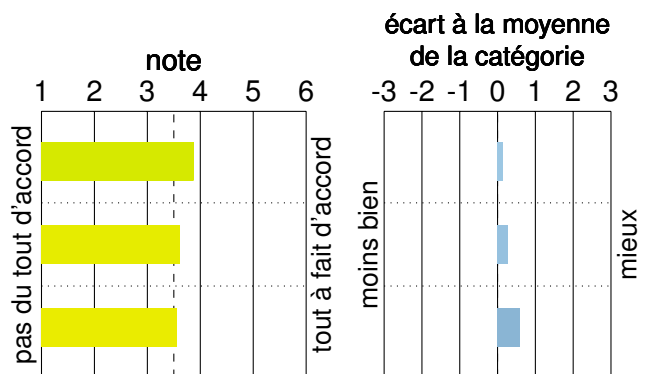 note
1 2 3 4 5 6
pas du tout d'accord
tout à fait d'accord
écart à la moyenne
de la catégorie
-3 -2 -1 0 1 2 3
moins bien
mieux